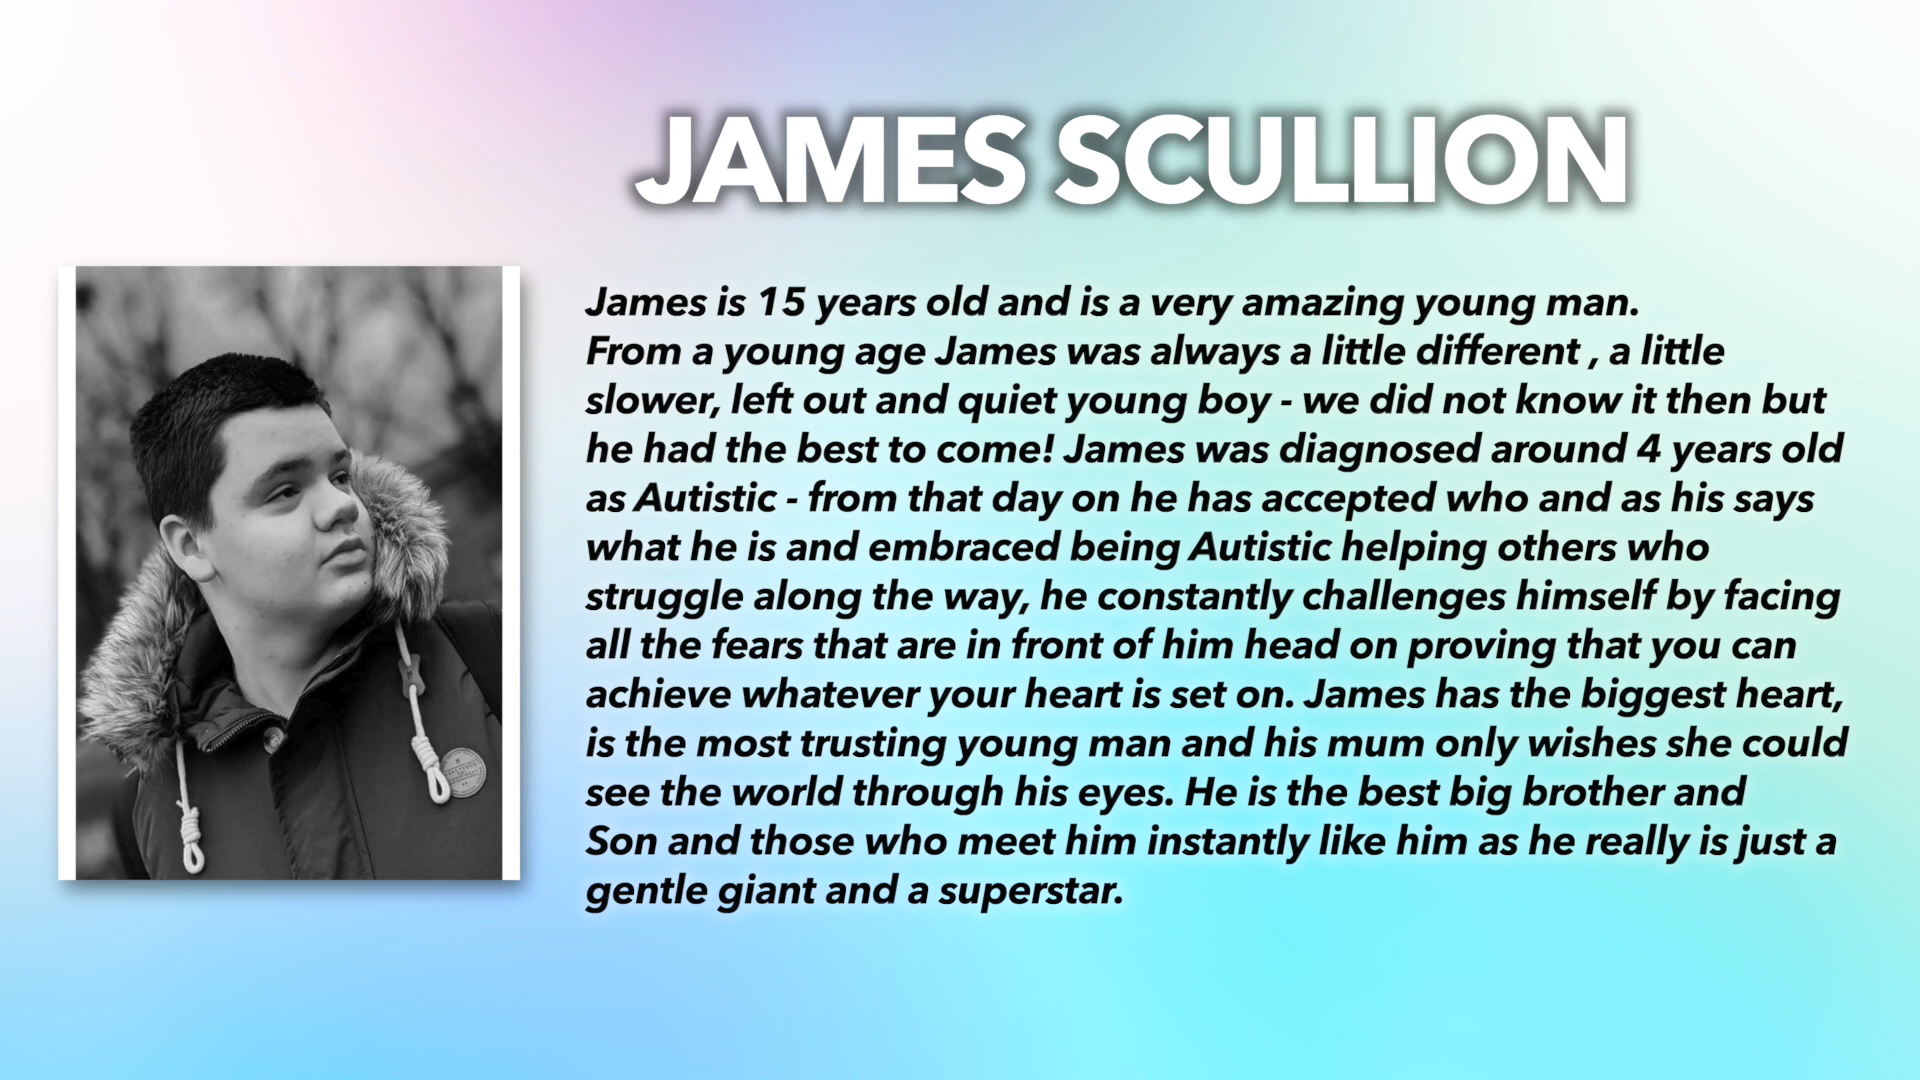 JAMES SCULLION
James is 15 years old and is a very amazing young man.
From a young age James was always a little different , a little
slower, left out and quiet young boy - we did not know it then but
he had the best to come! James was diagnosed around 4 years old
as Autistic - from that day on he has accepted who and as his says
what he is and embraced being Autistic helping others who
struggle along the way, he constantly challenges himself by facing
all the fears that are in front of him head on proving that you can
achieve whatever your heart is set on. James has the biggest heart,
is the most trusting young man and his mum only wishes she could
see the world through his eyes. He is the best big brother and
Son and those who meet him instantly like him as he really is just a
gentle giant and a superstar.